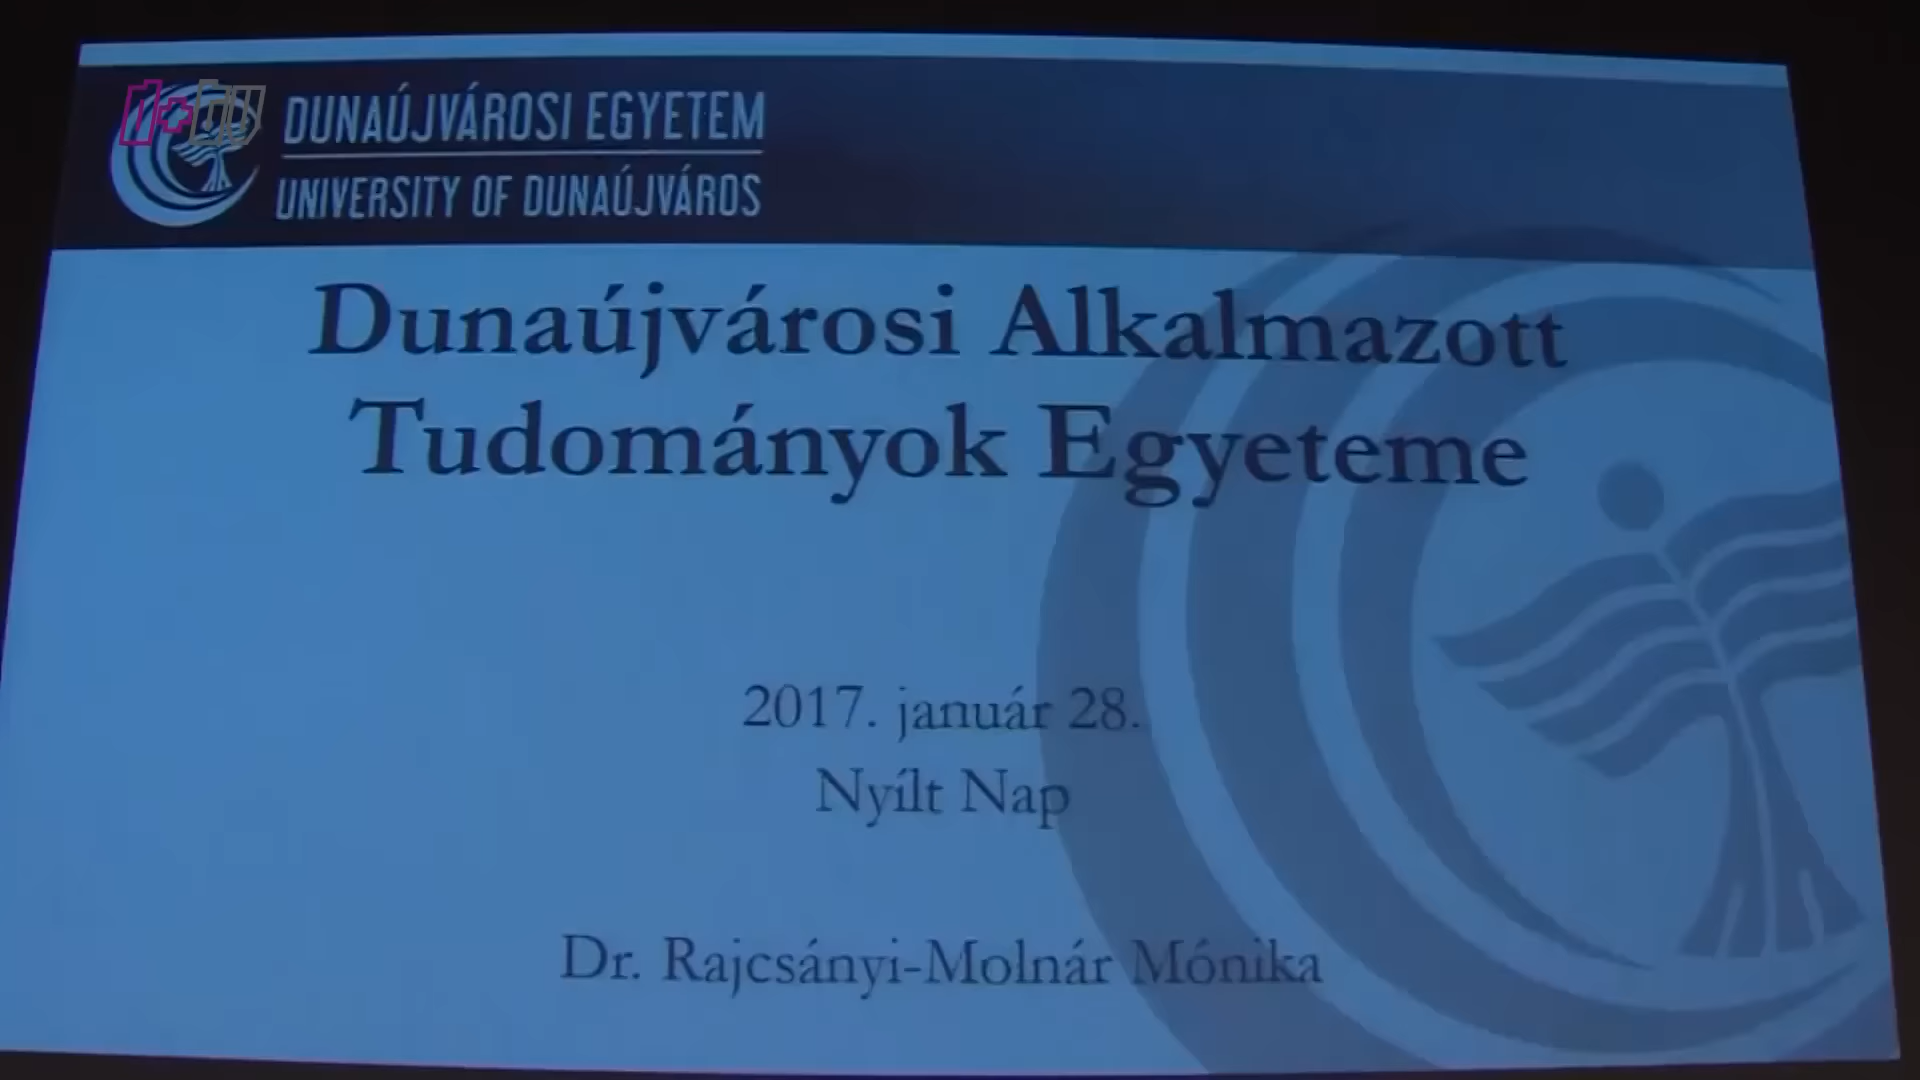 DUNAÚJVÁROSI EGYETEM
UNIVERSITY OF DUNAÚJVÁROS
Dunaújvárosi Alkalmazott
Tudományok Egyeteme
2017. január 28.
Nyílt Nap
Dr. Rajcsányi-Molnár Mónika